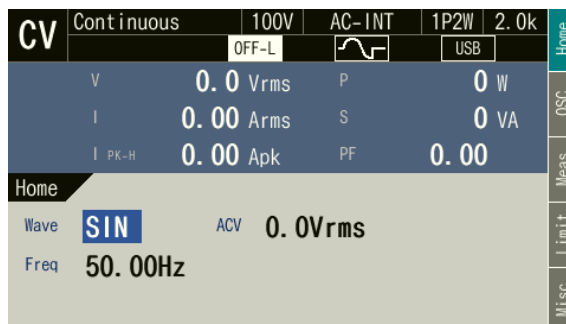 CV Continuous 100V AC-INT 1P2W 2.0k
OFF-L USB
V 0.0 Vrms P 0 W
I 0.00 Arms S 0 VA
I PK-H 0.00 Apk PF 0.00
Home
Wave SIN ACV 0.0Vrms
Freq 50.00Hz
Home
OSC
Meas
Limit
Misc